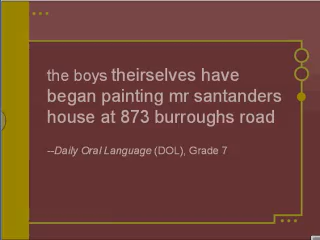 the boys theirselves have
began painting mr santanders
house at 873 burroughs road
--Daily Oral Language (DOL), Grade 7